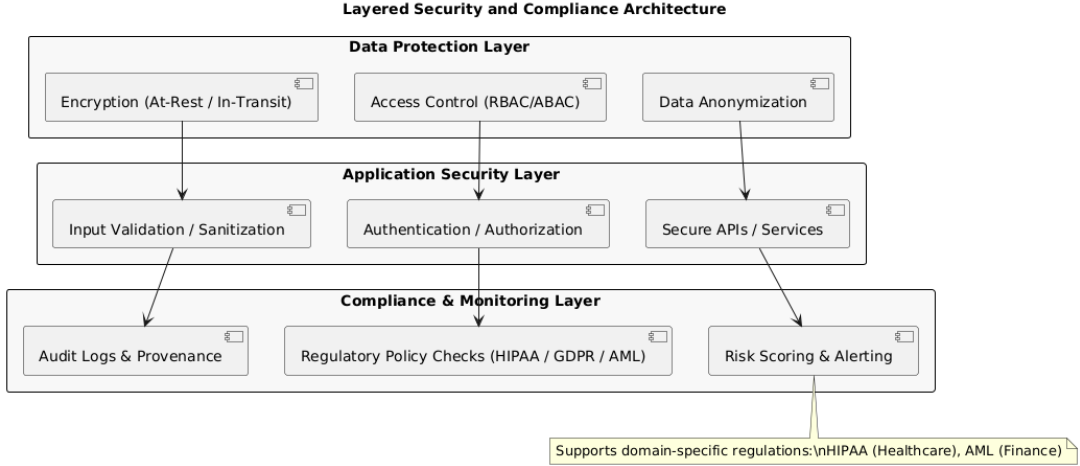 Layered Security and Compliance Architecture
Data Protection Layer
Encryption (At-Rest / In-Transit)
Access Control (RBAC/ABAC)
Data Anonymization
Application Security Layer
Input Validation / Sanitization
Authentication / Authorization
Secure APIs / Services
Compliance & Monitoring Layer
Audit Logs & Provenance
Regulatory Policy Checks (HIPAA / GDPR / AML)
Risk Scoring & Alerting
Supports domain-specific regulations:\nHIPAA (Healthcare), AML (Finance)